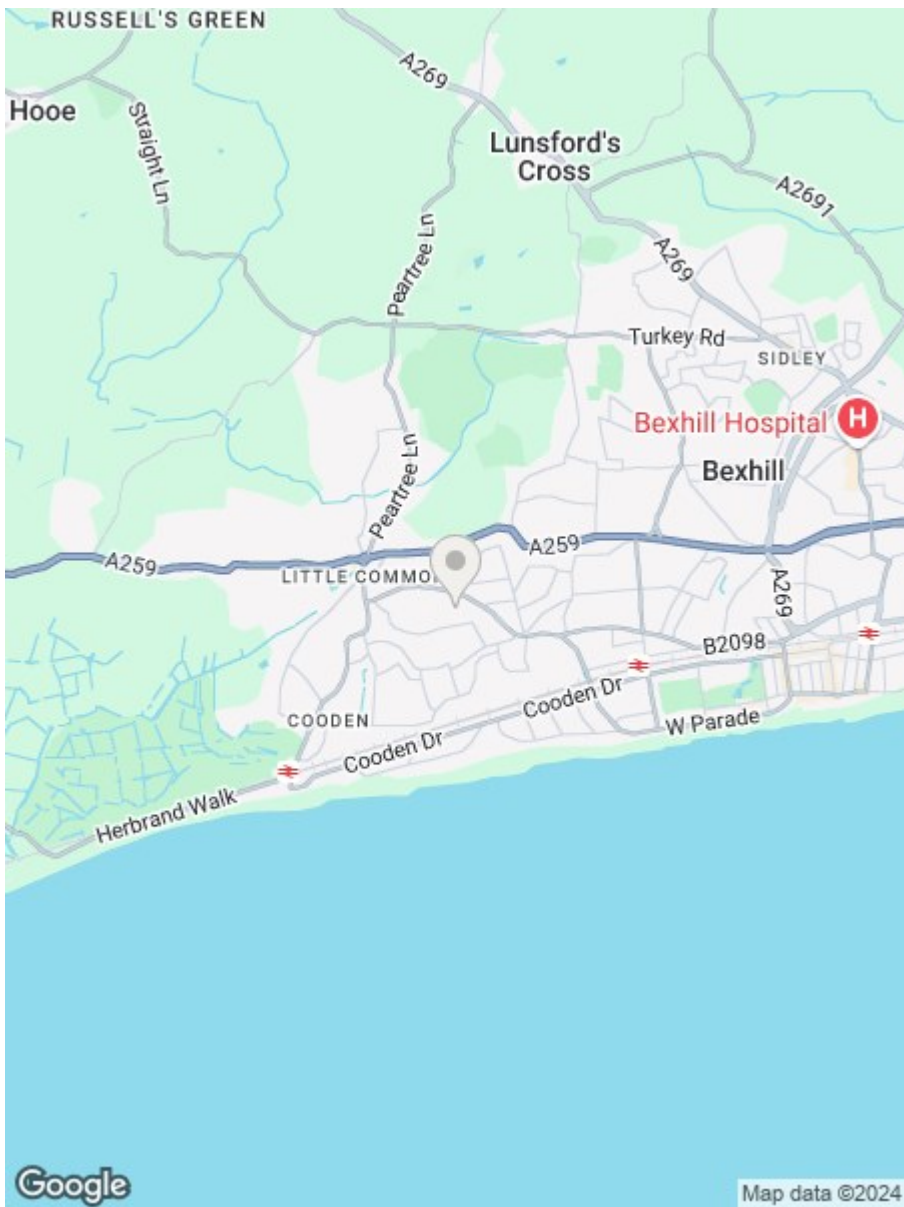 RUSSELL'S GREEN
A269
Hooe
Straight Ln
Lunsford's
Cross
A2691
Peartree Ln
A269
Turkey Rd
SIDLEY
Bexhill Hospital
H
Bexhill
Peartree Ln
A259
A259
LITTLE COMMO
A269
B2098
Cooden Dr
COODEN
W Parade
Cooden Dr
Herbrand Walk
Google
Map data ©2024